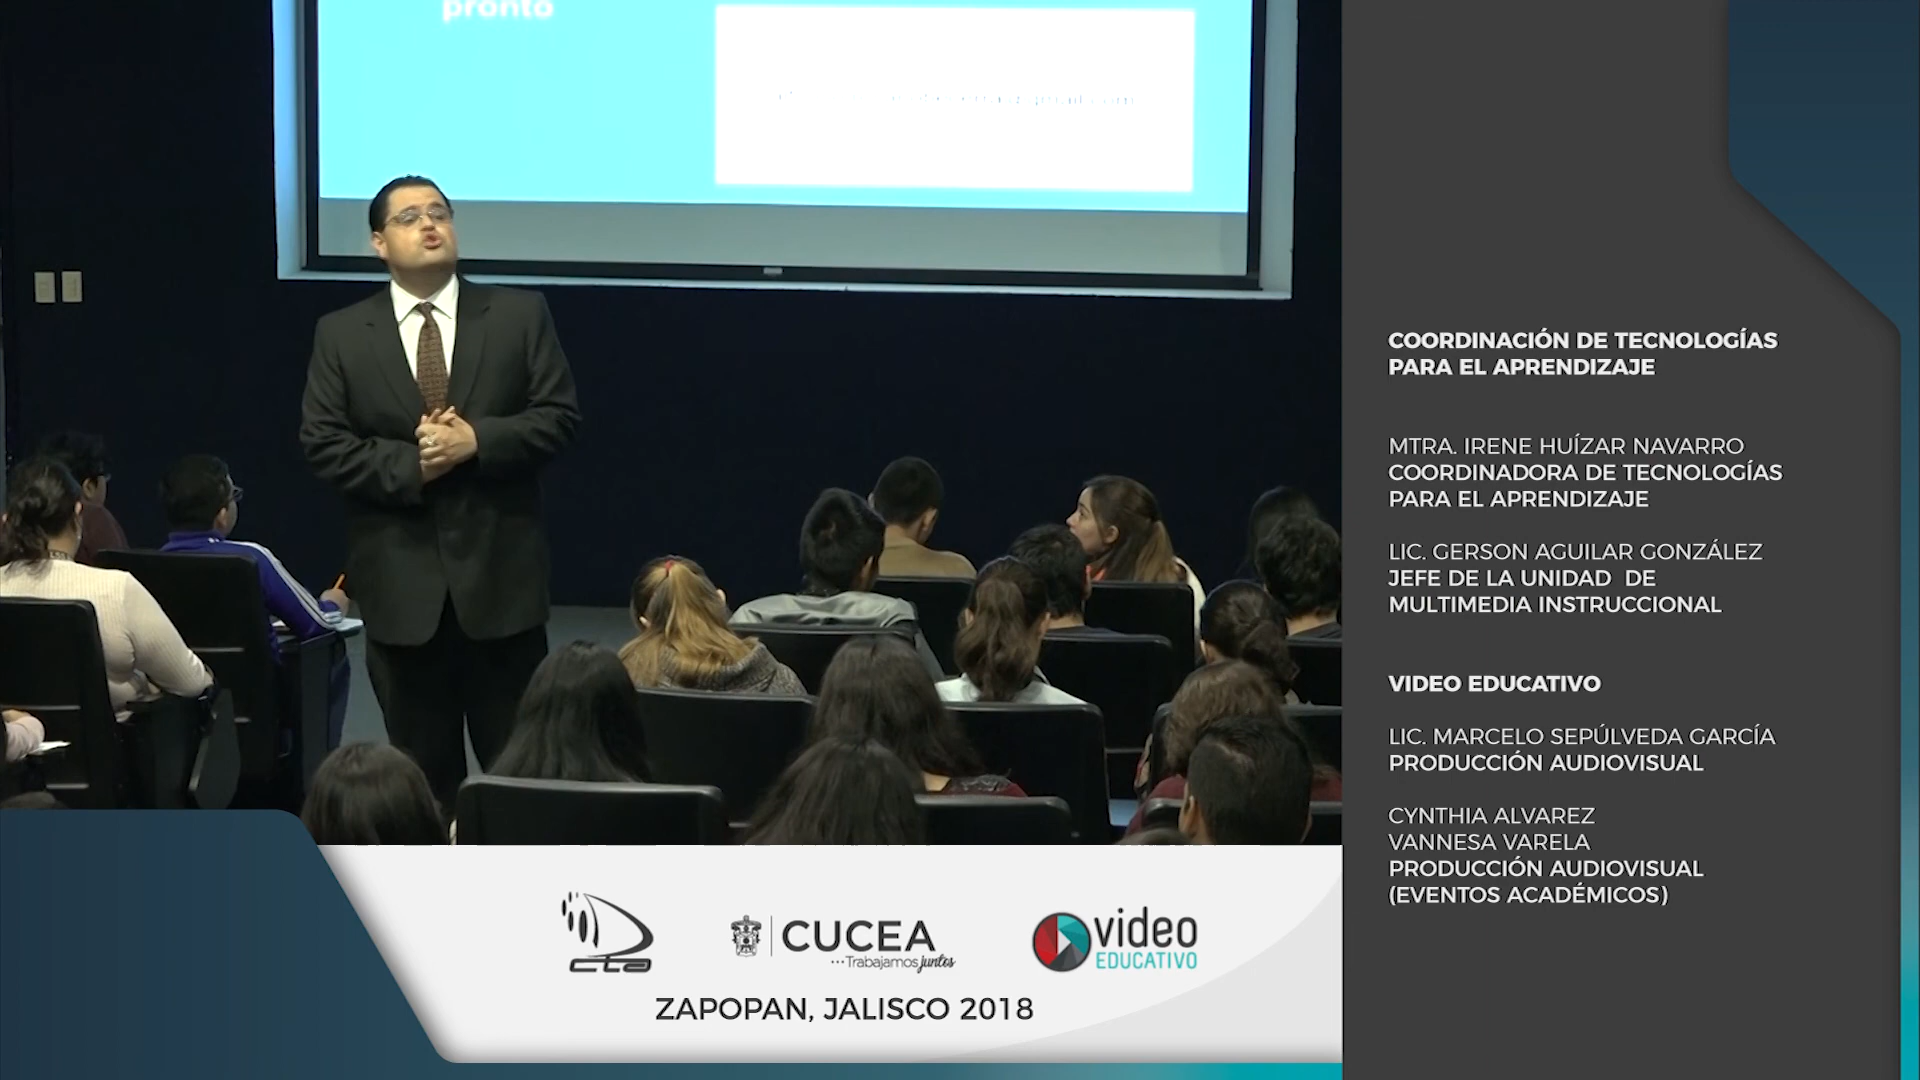 pronto
COORDINACIÓN DE TECNOLOGÍAS
PARA EL APRENDIZAJE
MTRA. IRENE HUÍZAR NAVARRO
COORDINADORA DE TECNOLOGÍAS
PARA EL APRENDIZAJE
LIC. GERSON AGUILAR GONZÁLEZ
JEFE DE LA UNIDAD DE
MULTIMEDIA INSTRUCCIONAL
VIDEO EDUCATIVO
LIC. MARCELO SEPÚLVEDA GARCÍA
PRODUCCIÓN AUDIOVISUAL
CYNTHIA ALVAREZ
VANNESA VARELA
PRODUCCIÓN AUDIOVISUAL
(EVENTOS ACADÉMICOS)
cta
CUCEA
...Trabajamos juntos
video
EDUCATIVO
ZAPOPAN, JALISCO 2018